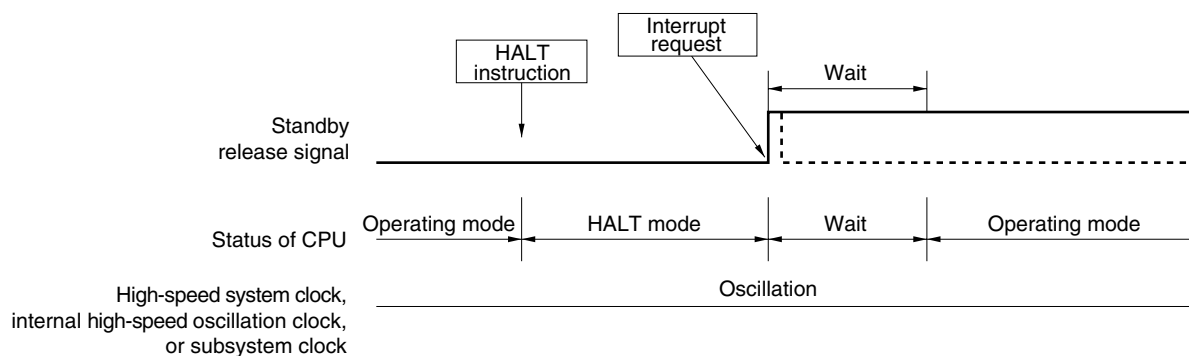 HALT
instruction
Interrupt
request
Wait
Standby
release signal
Status of CPU
Operating mode
HALT mode
Wait
Operating mode
High-speed system clock,
internal high-speed oscillation clock,
or subsystem clock
Oscillation